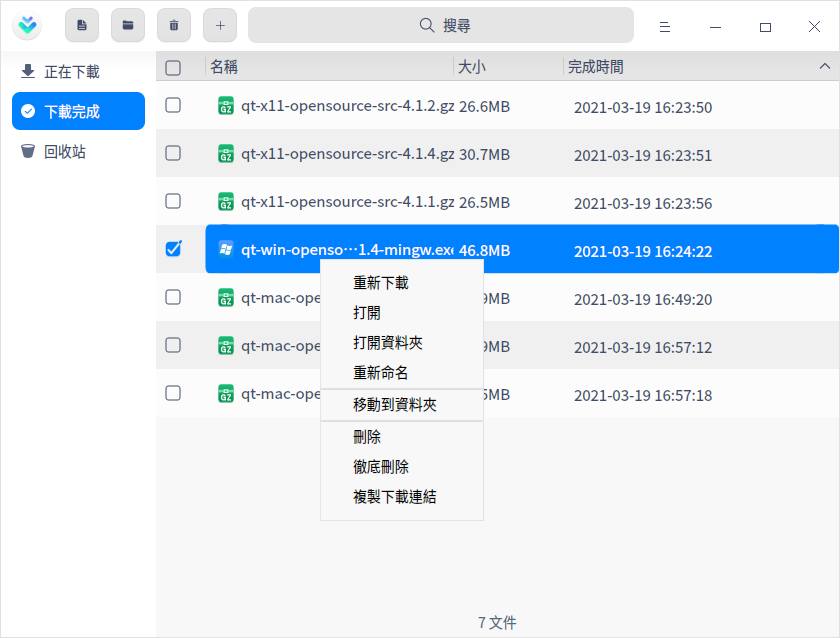 搜尋
正在下載
下載完成
回收站
名稱 大小 完成時間
qt-x11-opensource-src-4.1.2.gz 26.6MB 2021-03-19 16:23:50
qt-x11-opensource-src-4.1.4.gz 30.7MB 2021-03-19 16:23:51
qt-x11-opensource-src-4.1.1.gz 26.5MB 2021-03-19 16:23:56
qt-win-openso⋯1.4-mingw.exe 46.8MB 2021-03-19 16:24:22
qt-mac-ope 9MB 2021-03-19 16:49:20
qt-mac-ope 9MB 2021-03-19 16:57:12
qt-mac-ope 5MB 2021-03-19 16:57:18
重新下載
打開
打開資料夾
重新命名
移動到資料夾
刪除
徹底刪除
複製下載連結
7 文件